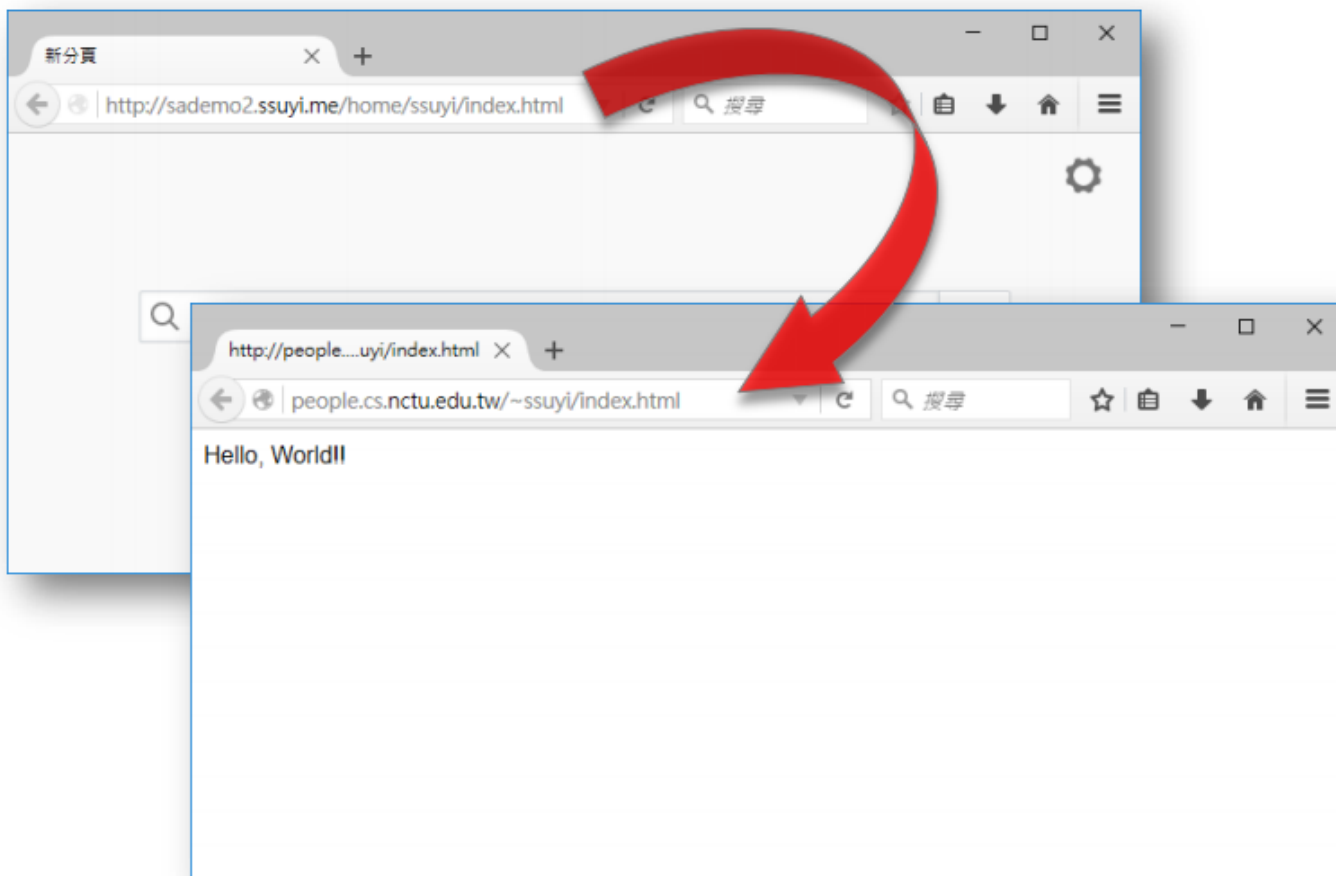 新分頁
http://sademo2.ssuyi.me/home/ssuyi/index.html
搜尋
http://people....uyi/index.html
people.cs.nctu.edu.tw/~ssuyi/index.html
搜尋
Hello, World!!